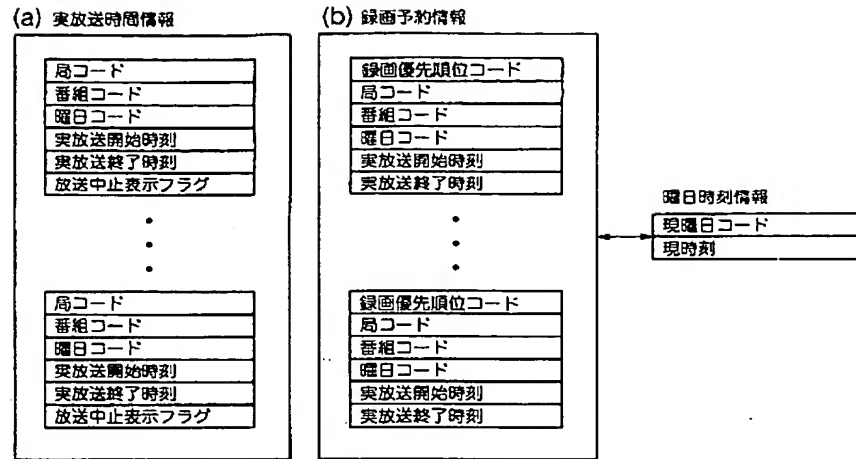 (a) 実放送時間情報
局コード
番組コード
曜日コード
実放送開始時刻
実放送終了時刻
放送中止表示フラグ
局コード
番組コード
曜日コード
実放送開始時刻
実放送終了時刻
放送中止表示フラグ
(b) 録画予約情報
録画優先順位コード
局コード
番組コード
曜日コード
実放送開始時刻
実放送終了時刻
録画優先順位コード
局コード
番組コード
曜日コード
実放送開始時刻
実放送終了時刻
曜日時刻情報
現曜日コード
現時刻